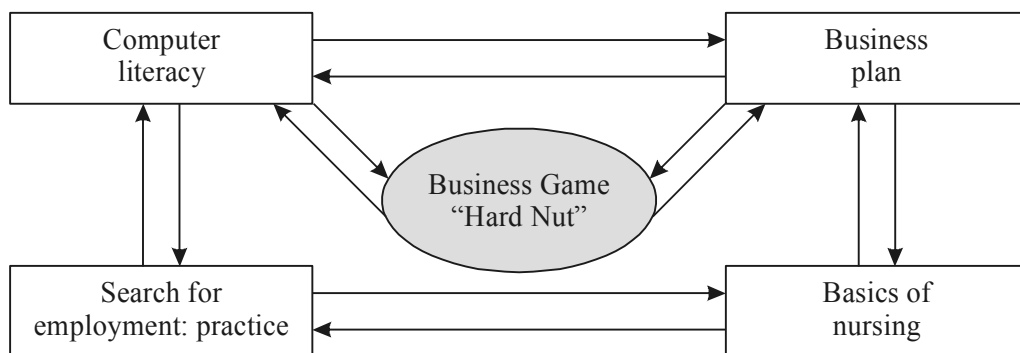 Computer
literacy
Business
plan
Business Game
“Hard Nut”
Search for
employment: practice
Basics of
nursing